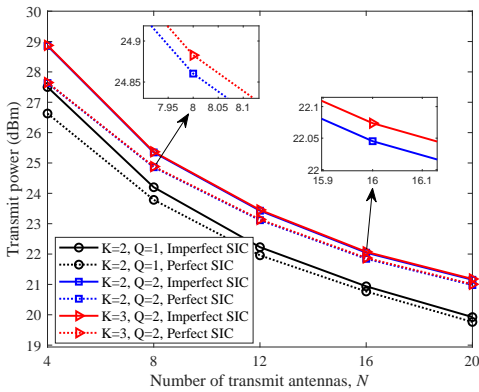 30
29
28
27
26
25
24
23
22
21
20
19
Transmit power (dBm)
24.9
24.85
7.95 8 8.05 8.1
22.1
22.05
22
15.9 16 16.1
K=2, Q=1, Imperfect SIC
K=2, Q=1, Perfect SIC
K=2, Q=2, Imperfect SIC
K=2, Q=2, Perfect SIC
K=3, Q=2, Imperfect SIC
K=3, Q=2, Perfect SIC
4 8 12 16 20
Number of transmit antennas, N